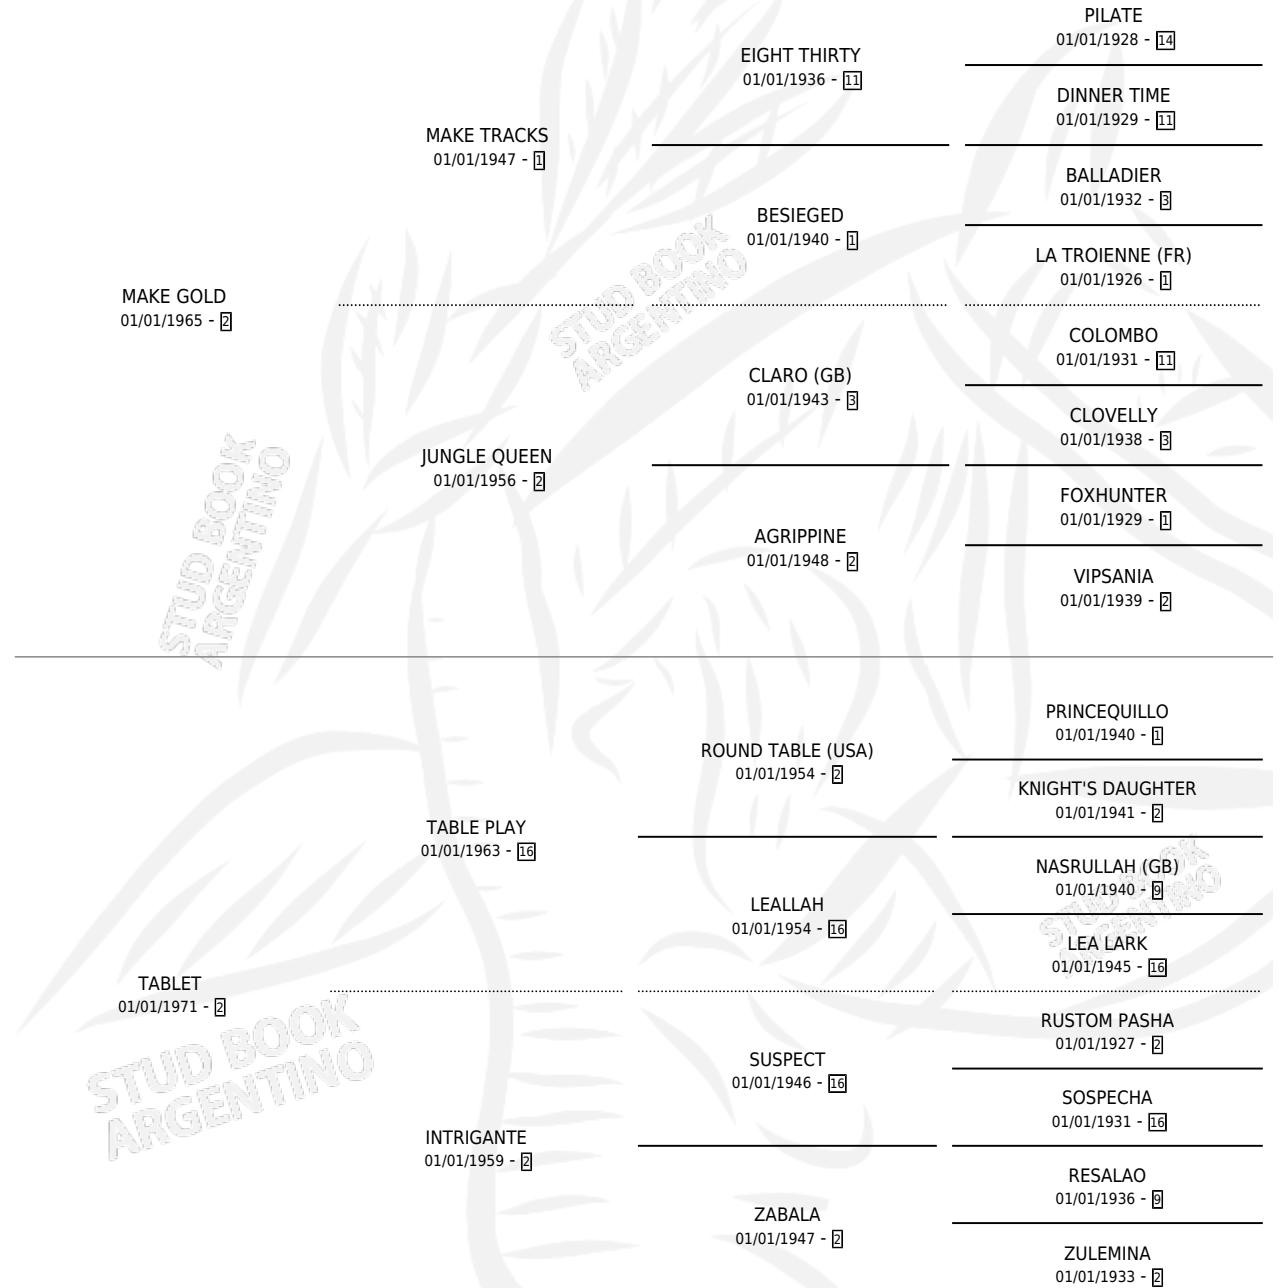 PILATE
01/01/1928 - 14
EIGHT THIRTY
01/01/1936 - 11
DINNER TIME
01/01/1929 - 11
MAKE TRACKS
01/01/1947 - 1
BALLADIER
01/01/1932 - 3
BESIEGED
01/01/1940 - 1
LA TROIENNE (FR)
01/01/1926 - 1
MAKE GOLD
01/01/1965 - 2
COLOMBO
01/01/1931 - 11
CLARO (GB)
01/01/1943 - 3
CLOVELLY
01/01/1938 - 3
JUNGLE QUEEN
01/01/1956 - 2
FOXHUNTER
01/01/1929 - 1
AGRIPPINE
01/01/1948 - 2
VIPSANIA
01/01/1939 - 2
PRINCEQUILLO
01/01/1940 - 1
ROUND TABLE (USA)
01/01/1954 - 2
KNIGHT'S DAUGHTER
01/01/1941 - 2
TABLE PLAY
01/01/1963 - 16
NASRULLAH (GB)
01/01/1940 - 9
LEALLAH
01/01/1954 - 16
LEA LARK
01/01/1945 - 16
TABLET
01/01/1971 - 2
RUSTOM PASHA
01/01/1927 - 2
SUSPECT
01/01/1946 - 16
SOSPECHA
01/01/1931 - 16
INTRIGANTE
01/01/1959 - 2
RESALAO
01/01/1936 - 9
ZABALA
01/01/1947 - 2
ZULEMINA
01/01/1933 - 2
STUD BOOK
ARGENTINO
STUD BOOK
ARGENTINO
STUD BOOK
ARGENTINO
STUD BOOK
ARGENTINO